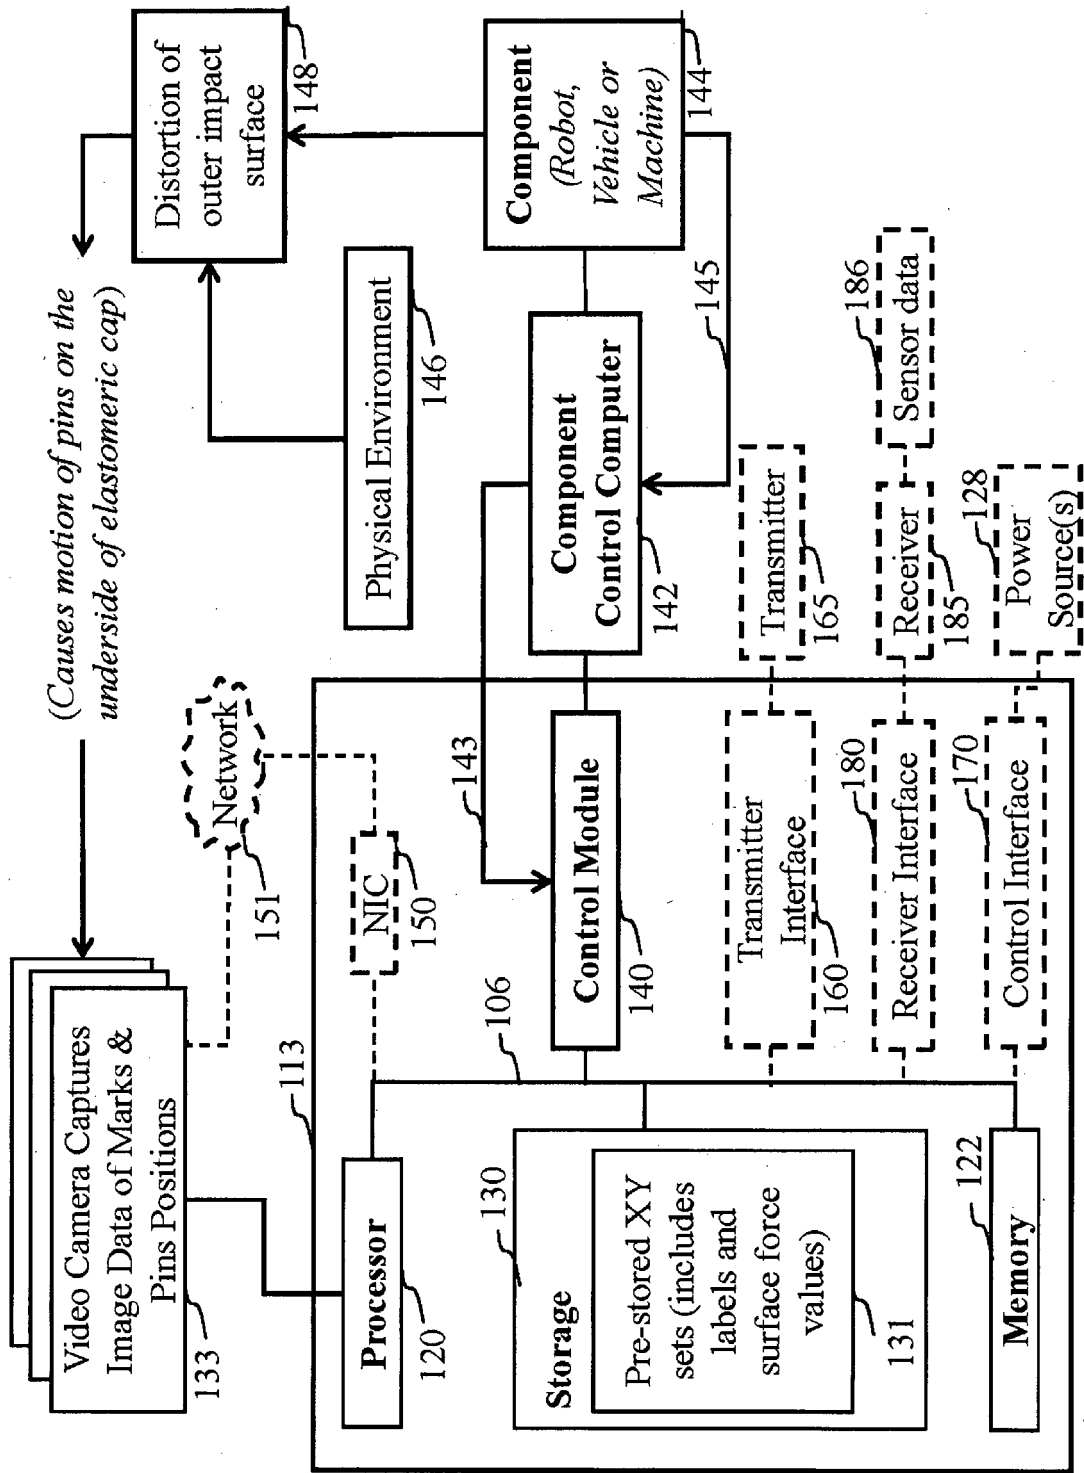 Video Camera Captures
Image Data of Marks &
Pins Positions
133
(Causes motion of pins on the
underside of elastomeric cap)
Distortion of
outer impact
surface
148
Network
151
113
Processor
120
NIC
150
Physical Environment
146
143
Storage
130
Pre-stored XY
sets (includes
labels and
surface force
values)
131
106
Control Module
140
Component
Control Computer
142
Component
(Robot,
Vehicle or
Machine)
144
145
Transmitter
Interface
160
Transmitter
165
Receiver Interface
180
Receiver
185
Sensor data
186
Memory
122
Control Interface
170
Power
Source(s)
128